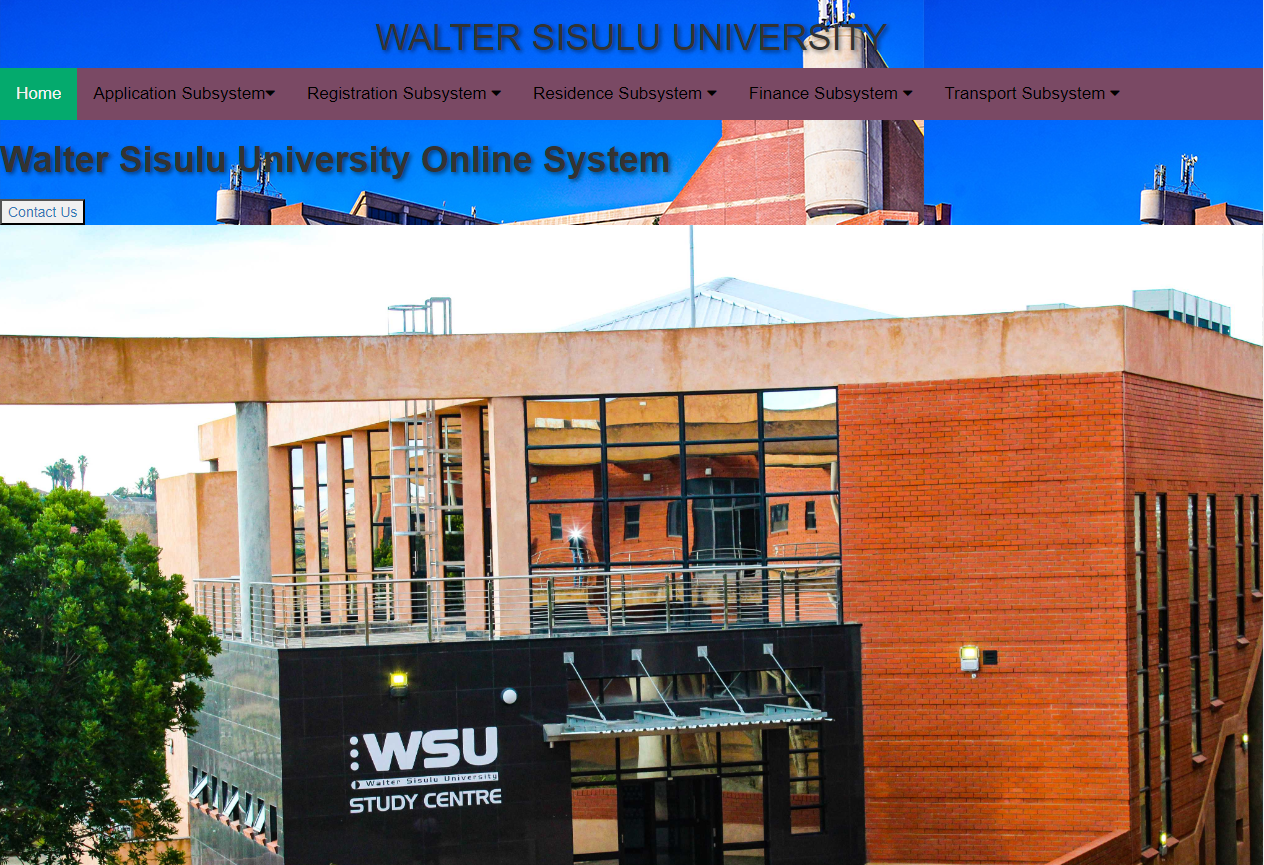 WALTER SISULU UNIVERSITY
Home Application Subsystem Registration Subsystem Residence Subsystem Finance Subsystem Transport Subsystem
Walter Sisulu University Online System
Contact Us
WSU
Walter Sisulu University
STUDY CENTRE